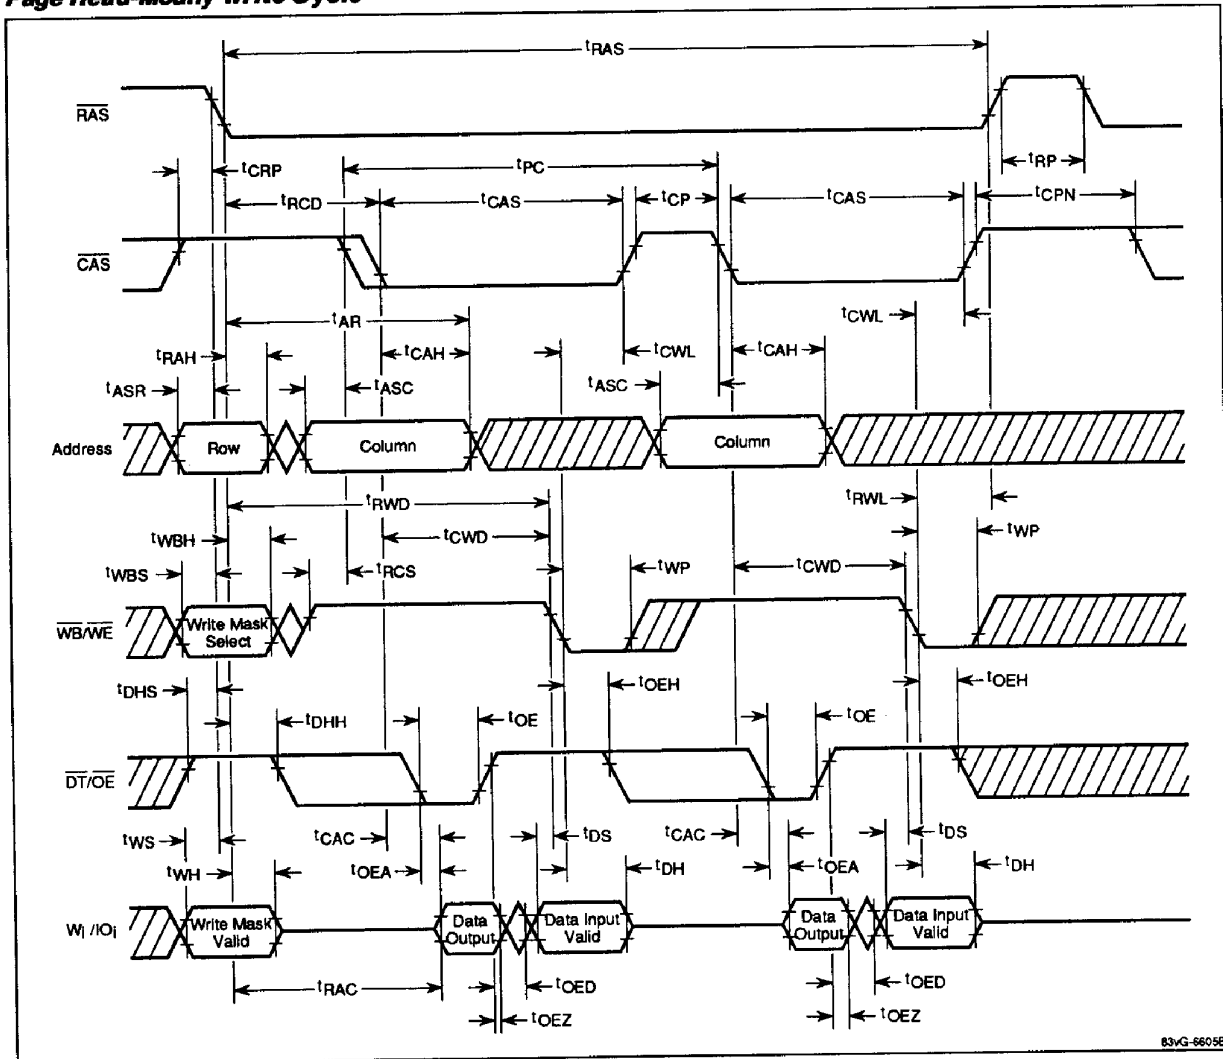 Page Read-Modify-Write Cycle
tRAS
RAS
tCRP
tPC
tRP
tRCD
tCAS
tCP
tCAS
tCPN
CAS
tAR
tCWL
tRAH
tCAH
tCWL
tCAH
tASR
tASC
tASC
Address
Row
Column
Column
tRWD
tRWL
tWBH
tCWD
tWP
tWBS
tRCS
tWP
tCWD
WB/WE
Write Mask
Select
tDHS
tOEH
tOEH
tDHH
tOE
tOE
DT/OE
tWS
tCAC
tDS
tCAC
tDS
tWH
tOEA
tDH
tOEA
tDH
Wi/IOi
Write Mask
Valid
Data
Output
Data Input
Valid
Data
Output
Data Input
Valid
tRAC
tOED
tOED
tOEZ
tOEZ